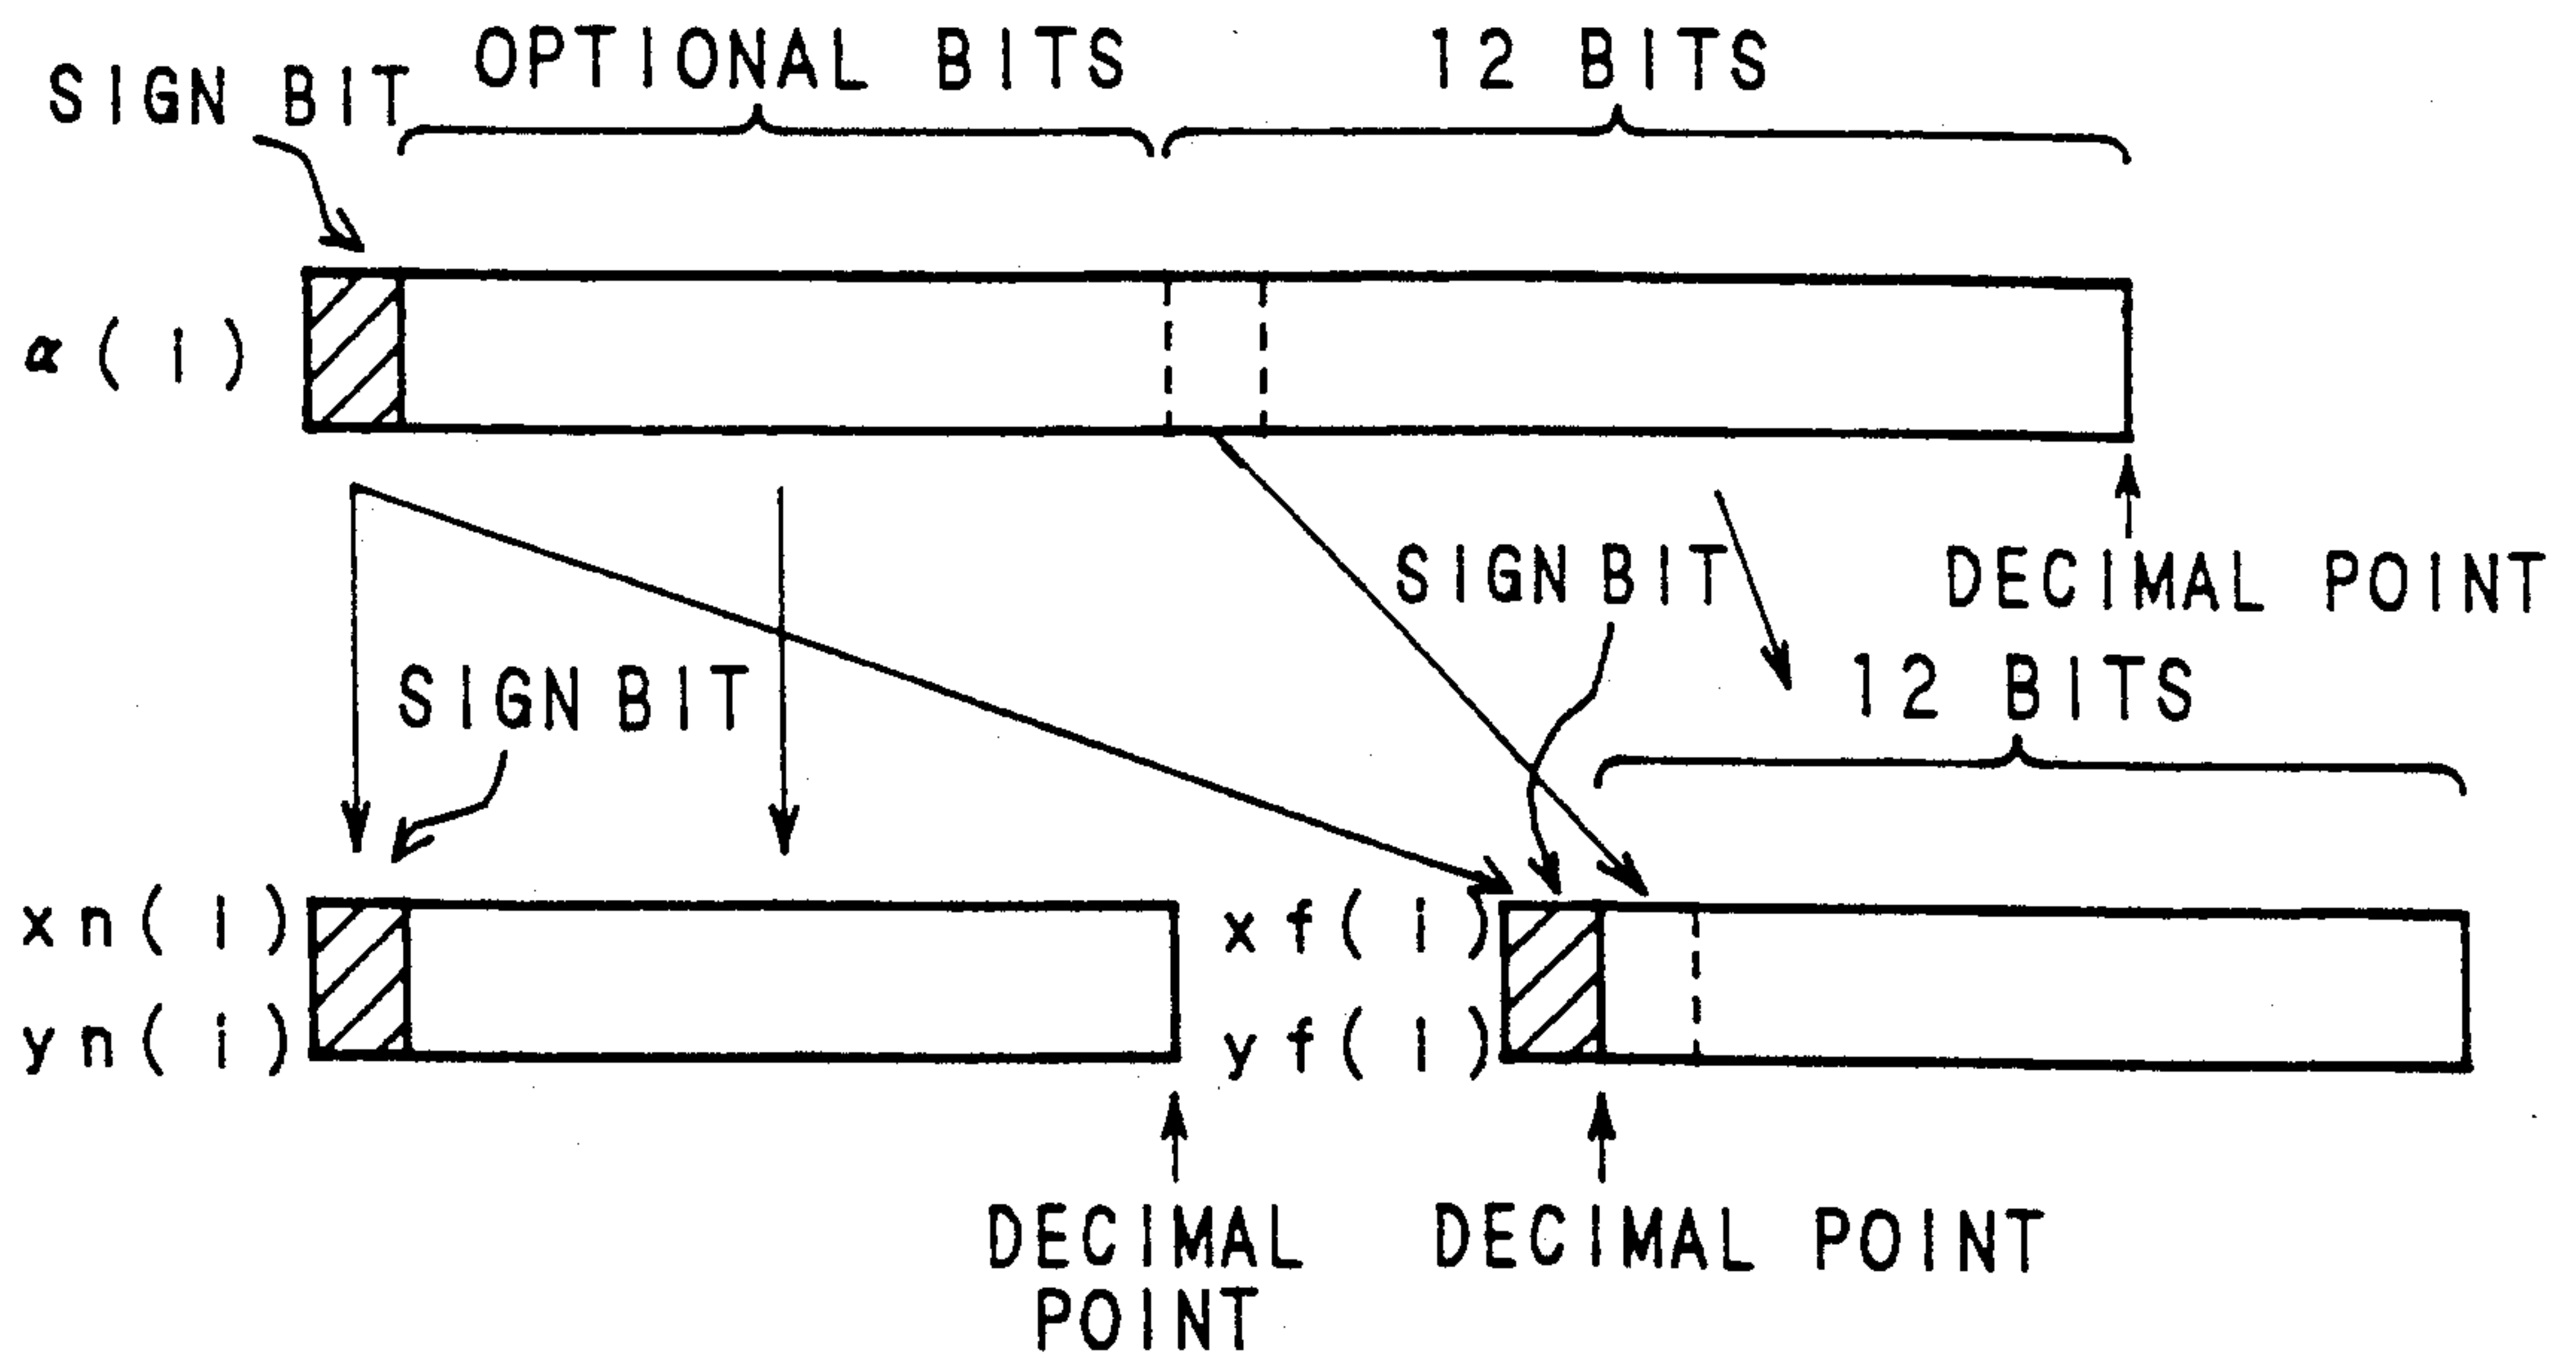 OPTIONAL BITS 12 BITS
SIGN BIT
α(i)
SIGN BIT DECIMAL POINT
SIGN BIT 12 BITS
xn(i) xf(i)
yn(i) yf(i)
DECIMAL POINT DECIMAL POINT